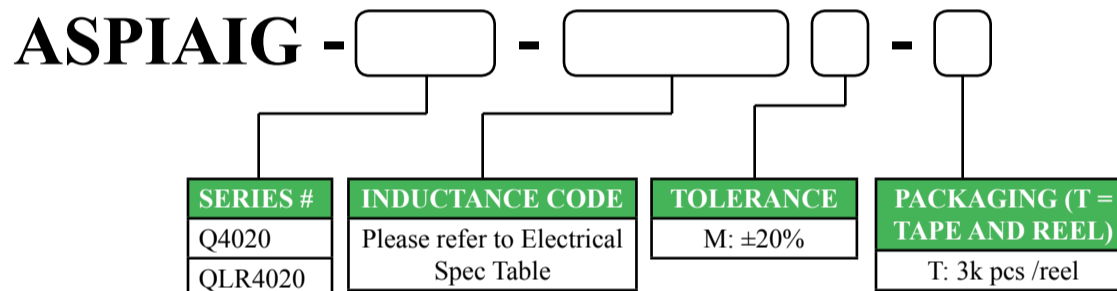 ASPIAIG - - -
SERIES #
Q4020
QLR4020
INDUCTANCE CODE
Please refer to Electrical
Spec Table
TOLERANCE
M: ±20%
PACKAGING (T =
TAPE AND REEL)
T: 3k pcs /reel